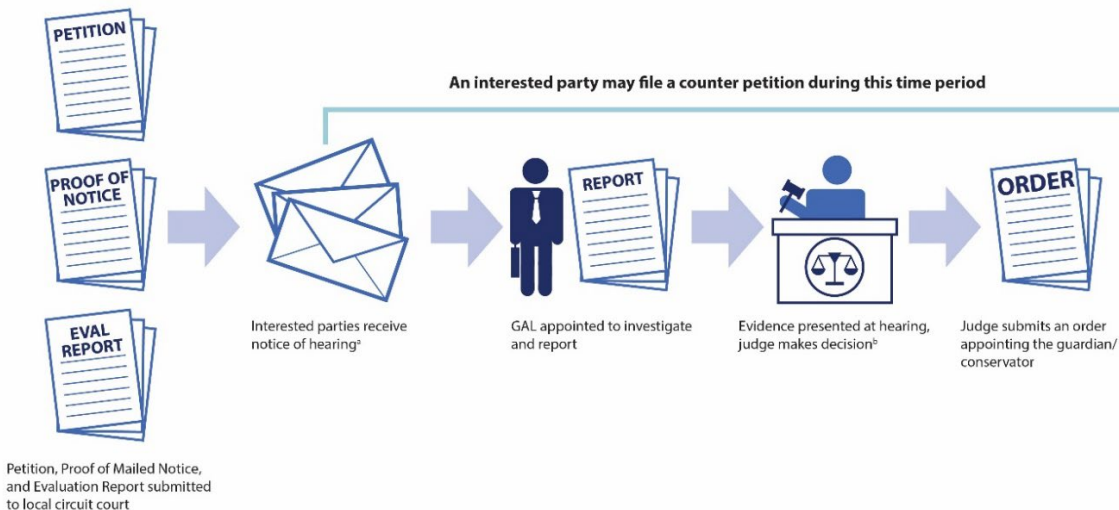 PETITION
An interested party may file a counter petition during this time period
PROOF OF
NOTICE
REPORT
ORDER
EVAL
REPORT
Interested parties receive
notice of hearingᵃ
GAL appointed to investigate
and report
Evidence presented at hearing,
judge makes decisionᵇ
Judge submits an order
appointing the guardian/
conservator
Petition, Proof of Mailed Notice,
and Evaluation Report submitted
to local circuit court